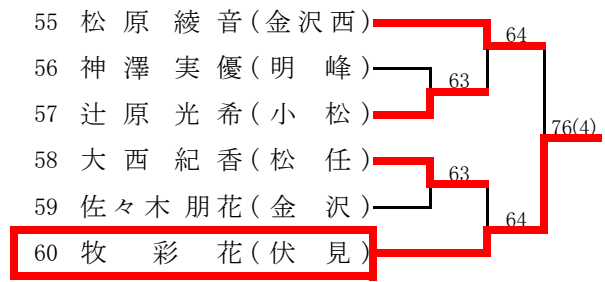 55 松原綾音(金沢西)
64
56 神澤実優(明峰)
63
57 辻原光希(小松)
76(4)
58 大西紀香(松任)
63
59 佐々木朋花(金沢)
64
60 牧彩花(伏見)